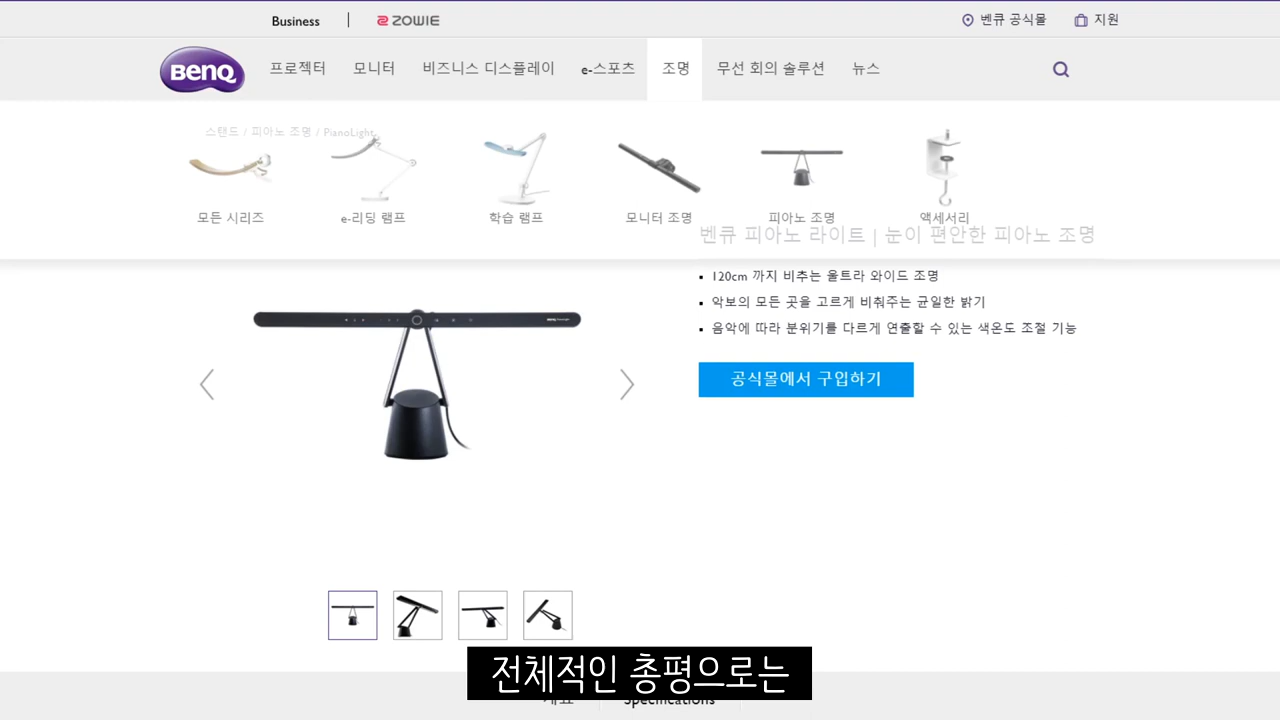 Business | ZOWIE 벤큐 공식몰 지원
BenQ 프로젝터 모니터 비즈니스 디스플레이 e-스포츠 조명 무선 회의 솔루션 뉴스
스탠드 / 피아노 조명 / PianoLight
모든 시리즈 e-리딩 램프 학습 램프 모니터 조명 피아노 조명 액세서리
벤큐 피아노 라이트 | 눈이 편안한 피아노 조명
120cm 까지 비추는 울트라 와이드 조명
악보의 모든 곳을 고르게 비춰주는 균일한 밝기
음악에 따라 분위기를 다르게 연출할 수 있는 색온도 조절 기능
공식몰에서 구입하기
전체적인 총평으로는
개요 Specifications